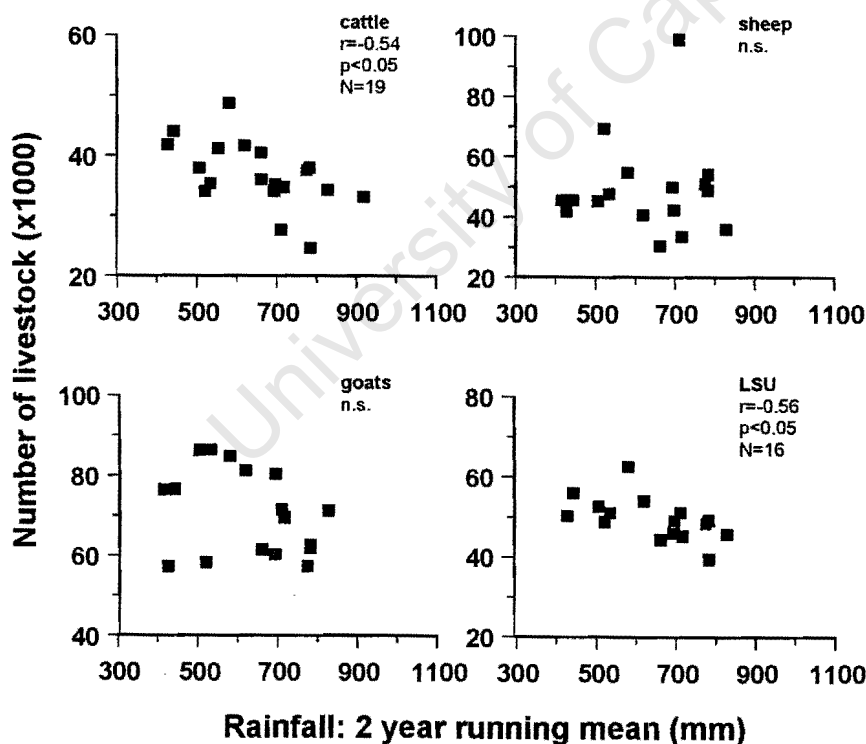 cattle
r=-0.54
p<0.05
N=19
60
40
20
300 500 700 900 1100
sheep
n.s.
100
80
60
40
20
300 500 700 900 1100
goats
n.s.
100
80
60
40
300 500 700 900 1100
LSU
r=-0.56
p<0.05
N=16
80
60
40
20
300 500 700 900 1100
Number of livestock (x1000)
Rainfall: 2 year running mean (mm)
University of Cap